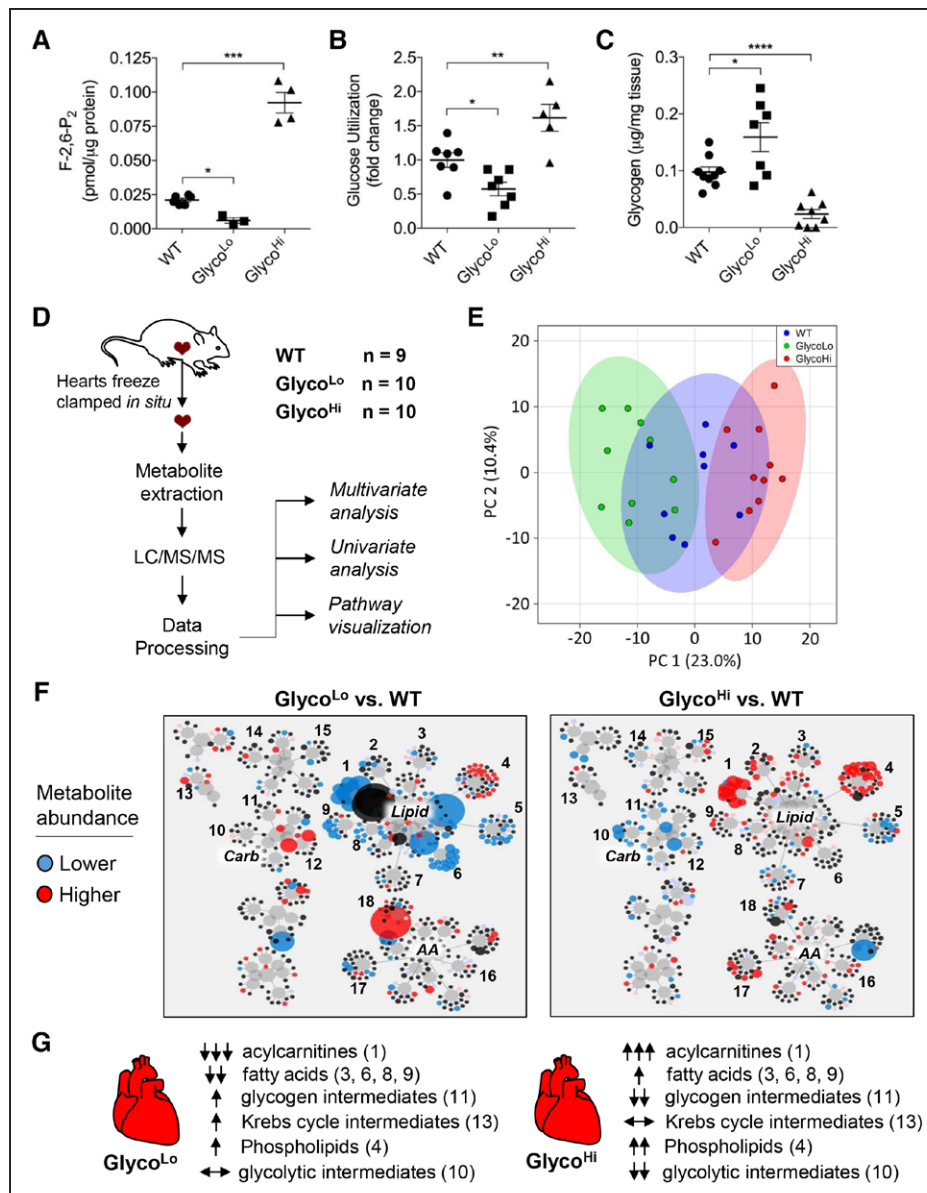 A
***
*
F-2,6-P2
(pmol/µg protein)
0.125
0.100
0.075
0.050
0.025
0.000
WT
GlycoLo
GlycoHi
B
**
*
Glucose Utilization
(fold change)
2.5
2.0
1.5
1.0
0.5
0.0
WT
GlycoLo
GlycoHi
C
****
*
Glycogen (µg/mg tissue)
0.3
0.2
0.1
0.0
WT
GlycoLo
GlycoHi
D
Hearts freeze
clamped in situ
Metabolite
extraction
LC/MS/MS
Data
Processing
WT n = 9
GlycoLo n = 10
GlycoHi n = 10
Multivariate
analysis
Univariate
analysis
Pathway
visualization
E
WT
GlycoLo
GlycoHi
PC 2 (10.4%)
20
10
0
-10
-20
-20 -10 0 10 20
PC 1 (23.0%)
F
GlycoLo vs. WT
GlycoHi vs. WT
Metabolite
abundance
Lower
Higher
14 15 2 3
1 4
13
11 9 5
10 8
Lipid
Carb 12 6
7
18
AA
17 16
14 15 2 3
1 4
13
11 9 5
10 8
Lipid
Carb 12 6
7
18
AA
17 16
G
GlycoLo
↓↓↓ acylcarnitines (1)
↓↓ fatty acids (3, 6, 8, 9)
↑ glycogen intermediates (11)
↑ Krebs cycle intermediates (13)
↑ Phospholipids (4)
↔ glycolytic intermediates (10)
GlycoHi
↑↑↑ acylcarnitines (1)
↑ fatty acids (3, 6, 8, 9)
↓↓ glycogen intermediates (11)
↔ Krebs cycle intermediates (13)
↑↑ Phospholipids (4)
↓↓ glycolytic intermediates (10)